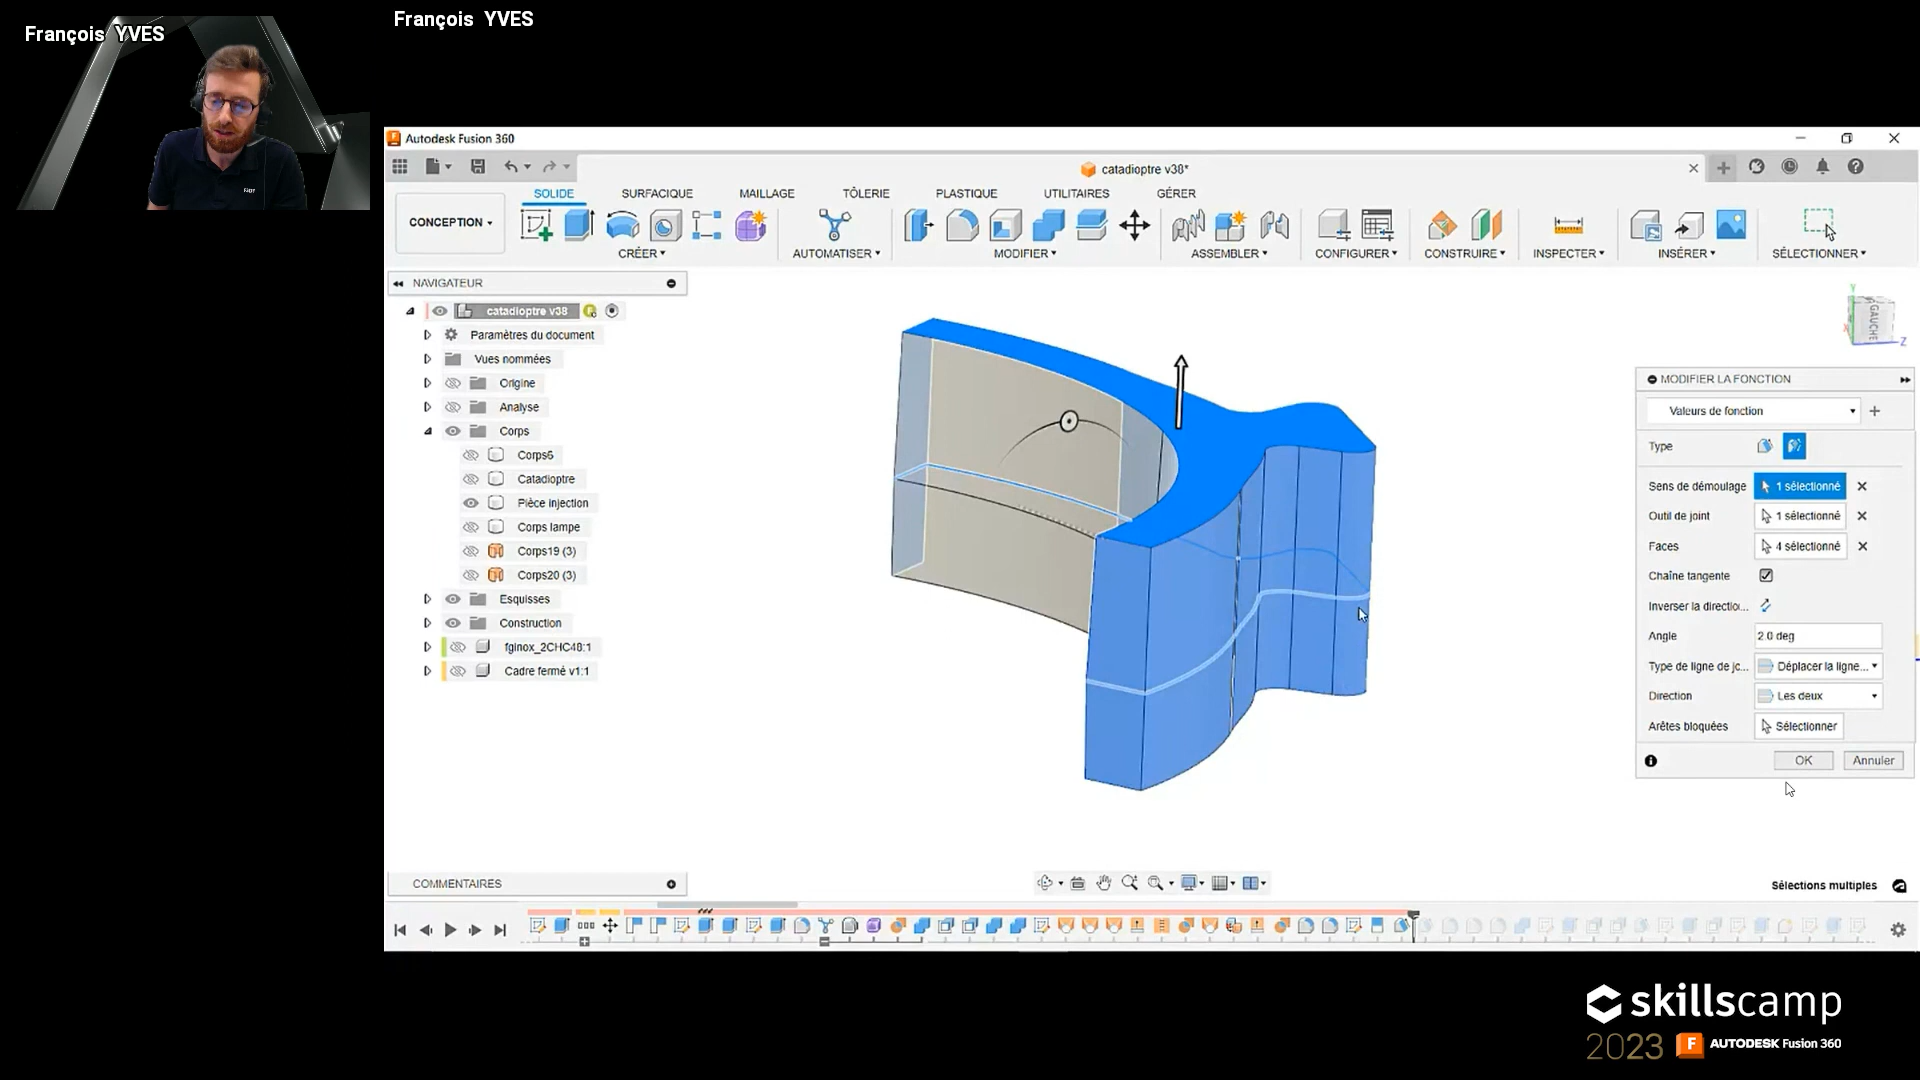 François YVES
François YVES
Autodesk Fusion 360
catadioptre v38*
CONCEPTION
SOLIDE SURFACIQUE MAILLAGE TÔLERIE PLASTIQUE UTILITAIRES GÉRER
CRÉER AUTOMATISER MODIFIER ASSEMBLER CONFIGURER CONSTRUIRE INSPECTER INSÉRER SÉLECTIONNER
NAVIGATEUR
catadioptre v38
Paramètres du document
Vues nommées
Origine
Analyse
Corps
Corps6
Catadioptre
Pièce injection
Corps lampe
Corps19 (3)
Corps20 (3)
Esquisses
Construction
fginox_2CHC48:1
Cadre fermé v1:1
Y
GAUCHE
X
Z
MODIFIER LA FONCTION
Valeurs de fonction
Type
Sens de démoulage 1 sélectionné
Outil de joint 1 sélectionné
Faces 4 sélectionné
Chaîne tangente
Inverser la directio...
Angle 2.0 deg
Type de ligne de jo... Déplacer la ligne...
Direction Les deux
Arêtes bloquées Sélectionner
OK Annuler
COMMENTAIRES
Sélections multiples
skillscamp
2023 F AUTODESK Fusion 360